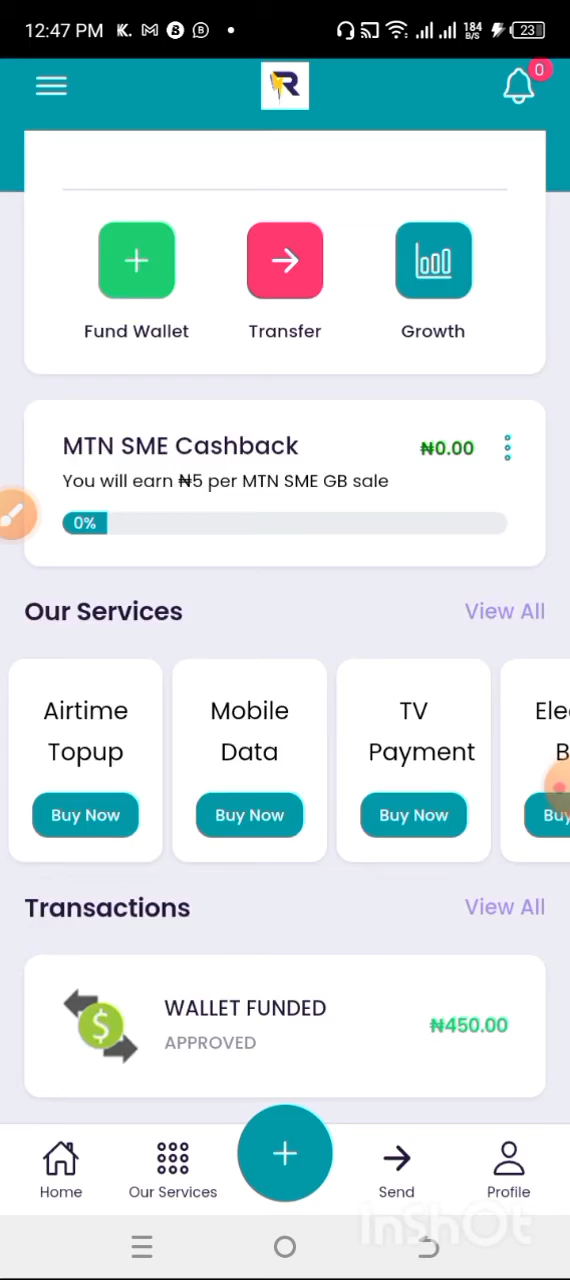 12:47 PM K. 184 B/S 23
0
R
Fund Wallet Transfer Growth
MTN SME Cashback ₦0.00
You will earn ₦5 per MTN SME GB sale
0%
Our Services View All
Airtime Topup
Buy Now
Mobile Data
Buy Now
TV Payment
Buy Now
Ele
B
Buy
Transactions View All
WALLET FUNDED
APPROVED
₦450.00
Home Our Services Send Profile
InShOt